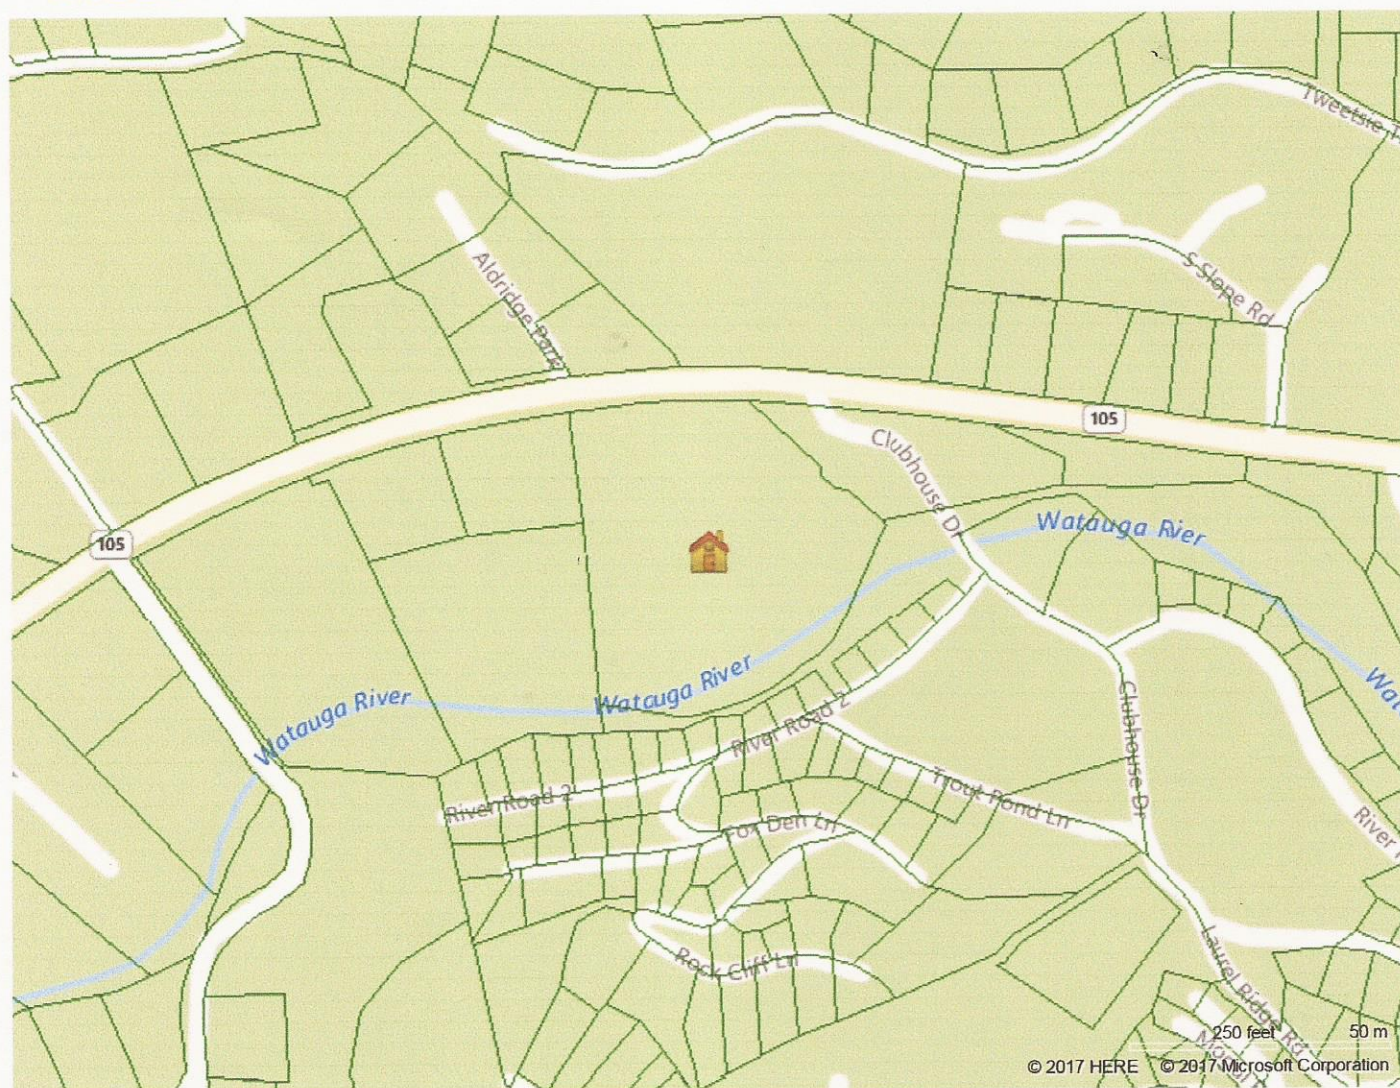 Tweetsie
S Slope Rd
Aldridge Park
105
Clubhouse Dr
105
Watauga River
Watauga River
Watauga River
River Road 2
Clubhouse Dr
River Road 2
Trout Pond Ln
Fox Den Ln
River
Rock Cliff Ln
Laurel Ridge Rd
250 feet 50 m
© 2017 HERE © 2017 Microsoft Corporation